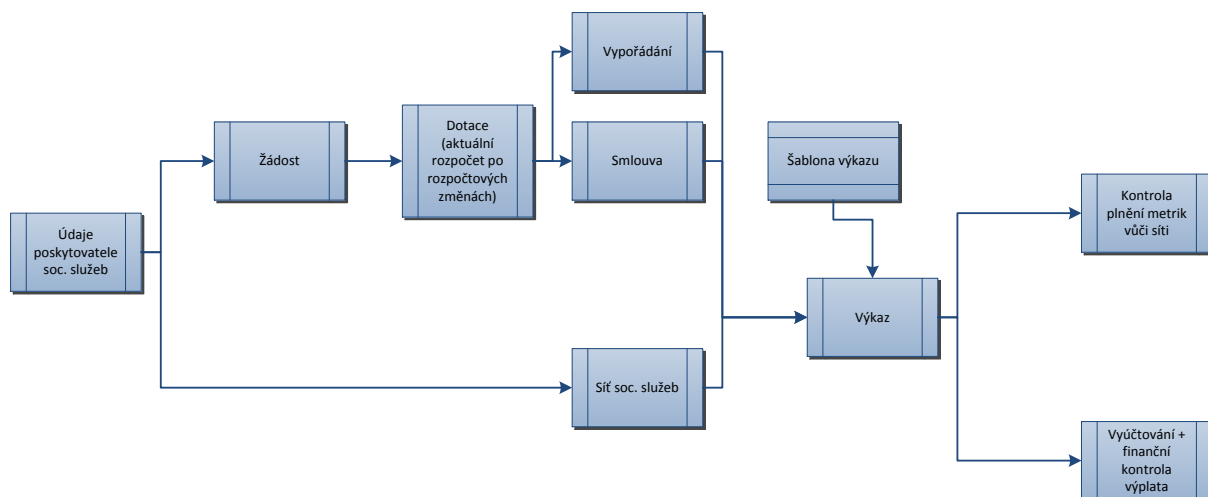 Vypořádání
Žádost
Dotace
(aktuální
rozpočet po
rozpočtových
změnách)
Smlouva
Šablona výkazu
Údaje
poskytovatele
soc. služeb
Kontrola
plnění metrik
vůči síti
Výkaz
Síť soc. služeb
Vyúčtování +
finanční
kontrola
výplata